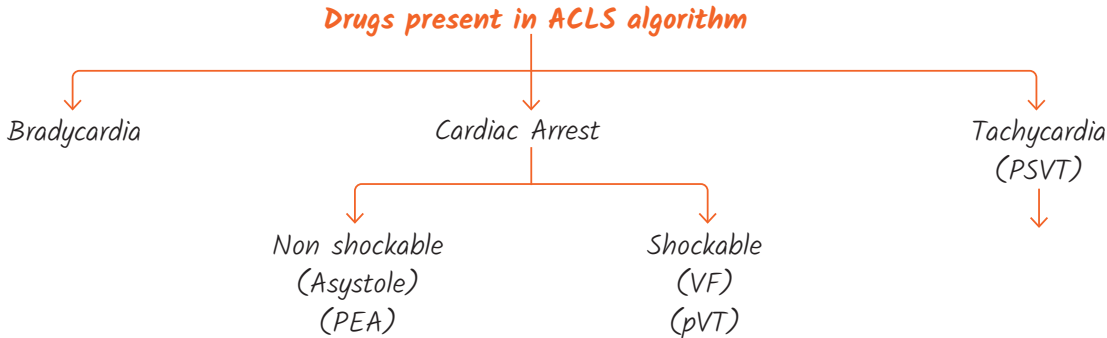 Drugs present in ACLS algorithm
Bradycardia
Cardiac Arrest
Tachycardia
(PSVT)
Non shockable
(Asystole)
(PEA)
Shockable
(VF)
(pVT)